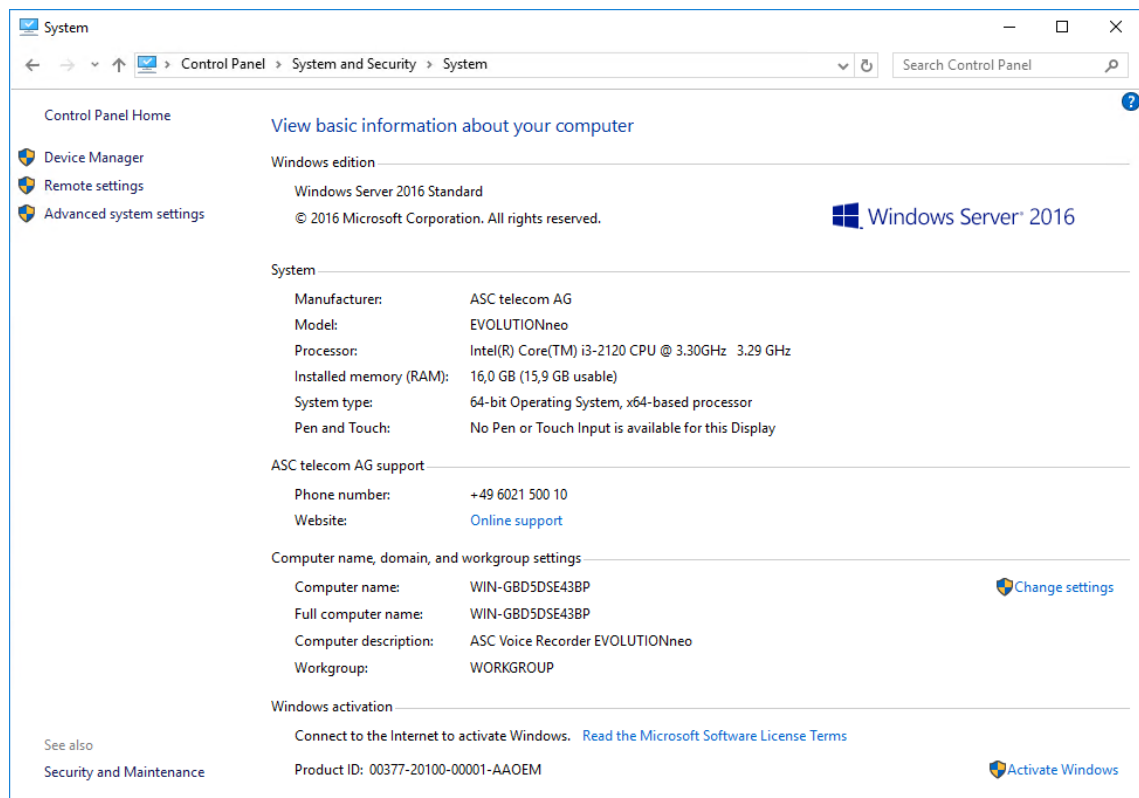 System
Control Panel > System and Security > System
Search Control Panel
Control Panel Home
Device Manager
Remote settings
Advanced system settings
See also
Security and Maintenance
?
View basic information about your computer
Windows edition
Windows Server 2016 Standard
© 2016 Microsoft Corporation. All rights reserved.
Windows Server® 2016
System
Manufacturer: ASC telecom AG
Model: EVOLUTIONneo
Processor: Intel(R) Core(TM) i3-2120 CPU @ 3.30GHz 3.29 GHz
Installed memory (RAM): 16,0 GB (15,9 GB usable)
System type: 64-bit Operating System, x64-based processor
Pen and Touch: No Pen or Touch Input is available for this Display
ASC telecom AG support
Phone number: +49 6021 500 10
Website: Online support
Computer name, domain, and workgroup settings
Computer name: WIN-GBD5DSE43BP Change settings
Full computer name: WIN-GBD5DSE43BP
Computer description: ASC Voice Recorder EVOLUTIONneo
Workgroup: WORKGROUP
Windows activation
Connect to the Internet to activate Windows. Read the Microsoft Software License Terms
Product ID: 00377-20100-00001-AAOEM Activate Windows